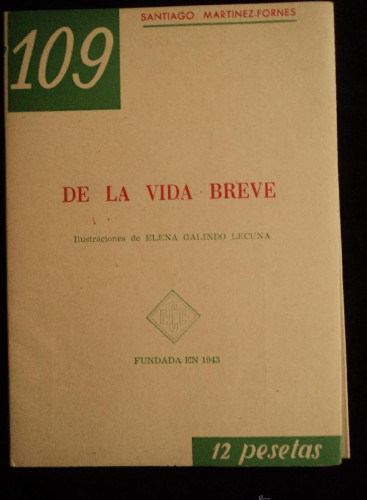 109
SANTIAGO MARTINEZ-FORNES
DE LA VIDA BREVE
Ilustraciones de ELENA GALINDO LECUNA
FUNDADA EN 1943
12 pesetas